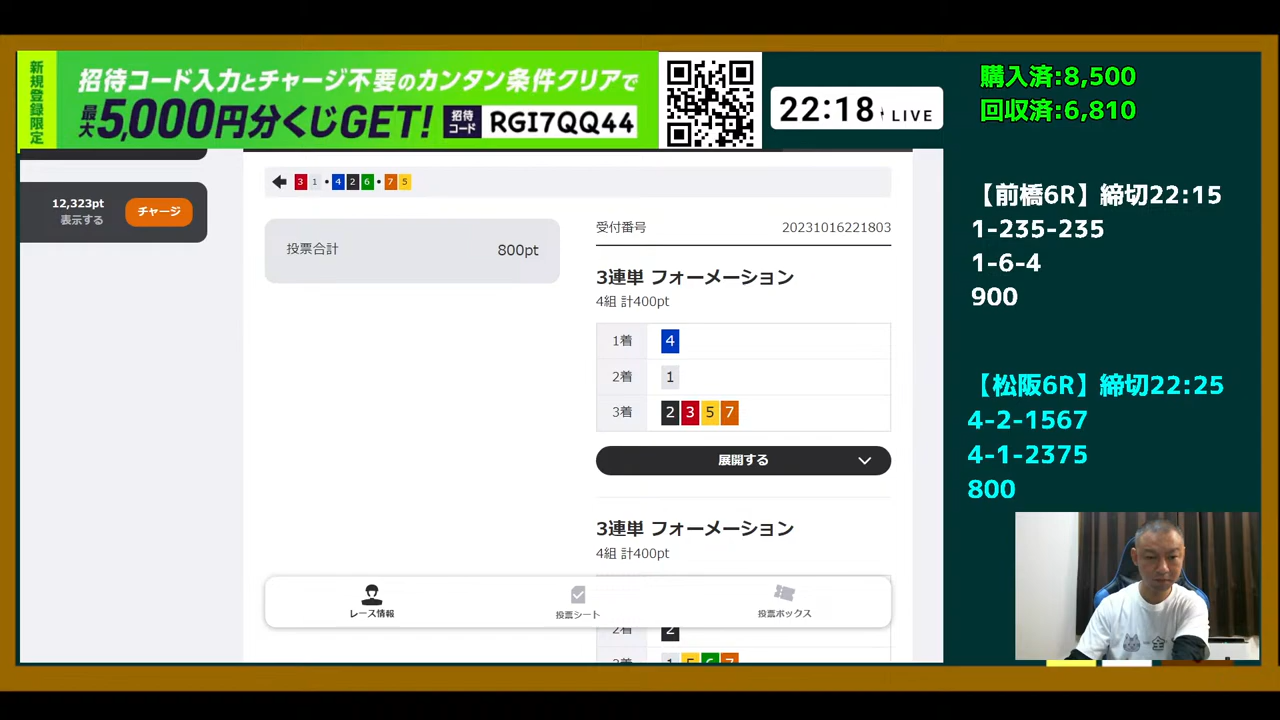 新規登録限定
招待コード入力とチャージ不要のカンタン条件クリアで
最大5,000円分くじGET! 招待コード RGI7QQ44
22:18 LIVE
購入済:8,500
回収済:6,810
12,323pt
表示する
チャージ
3 1 • 4 2 6 • 7 5
投票合計 800pt
受付番号 20231016221803
3連単 フォーメーション
4組 計400pt
1着 4
2着 1
3着 2 3 5 7
展開する
3連単 フォーメーション
4組 計400pt
2着 2
3着 1 5 6 7
レース情報
投票シート
投票ボックス
【前橋6R】締切22:15
1-235-235
1-6-4
900
【松阪6R】締切22:25
4-2-1567
4-1-2375
800